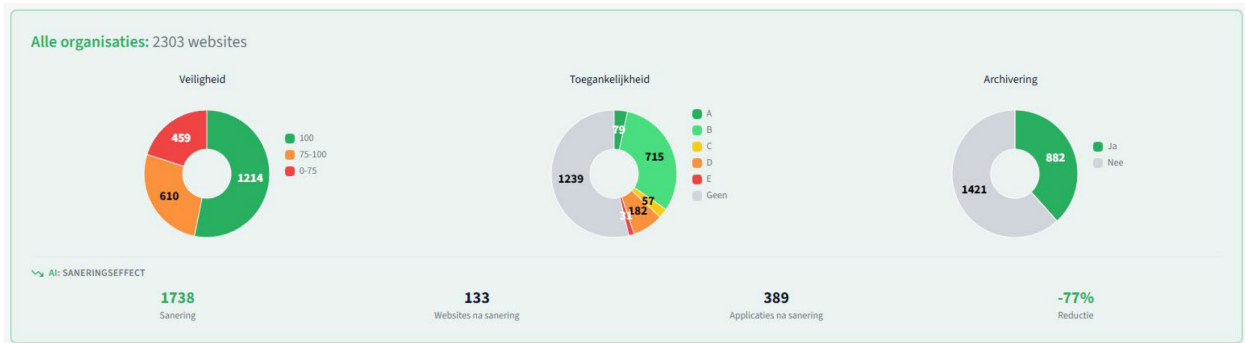 Alle organisaties: 2303 websites
Veiligheid
459
1214
610
100
75-100
0-75
Toegankelijkheid
79
715
57
182
1239
A
B
C
D
E
Geen
Archivering
882
1421
Ja
Nee
AI: SANERINGSEFFECT
1738
Sanering
133
Websites na sanering
389
Applicaties na sanering
-77%
Reductie